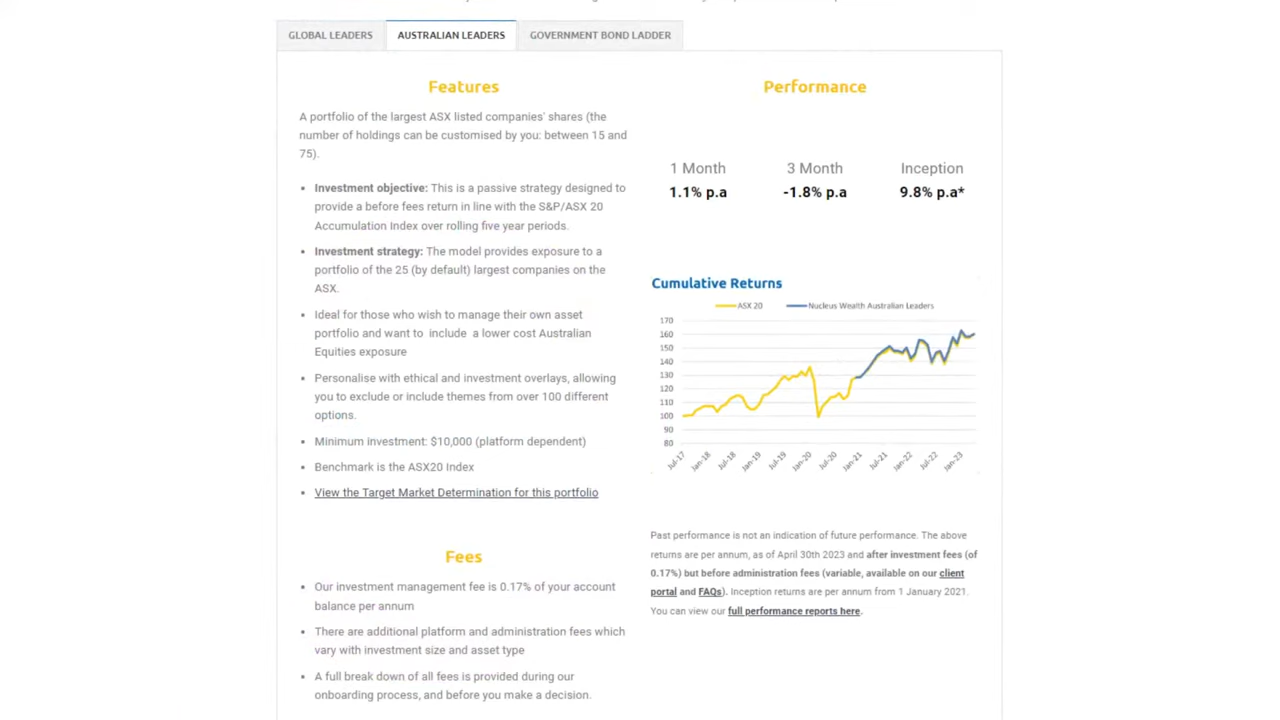 GLOBAL LEADERS
AUSTRALIAN LEADERS
GOVERNMENT BOND LADDER
Features
A portfolio of the largest ASX listed companies' shares (the
number of holdings can be customised by you: between 15 and
75).
• Investment objective: This is a passive strategy designed to
provide a before fees return in line with the S&P/ASX 20
Accumulation Index over rolling five year periods.
• Investment strategy: The model provides exposure to a
portfolio of the 25 (by default) largest companies on the
ASX.
• Ideal for those who wish to manage their own asset
portfolio and want to include a lower cost Australian
Equities exposure
• Personalise with ethical and investment overlays, allowing
you to exclude or include themes from over 100 different
options.
• Minimum investment: $10,000 (platform dependent)
• Benchmark is the ASX20 Index
• View the Target Market Determination for this portfolio
Fees
• Our investment management fee is 0.17% of your account
balance per annum
• There are additional platform and administration fees which
vary with investment size and asset type
• A full break down of all fees is provided during our
onboarding process, and before you make a decision.
Performance
1 Month
3 Month
Inception
1.1% p.a
-1.8% p.a
9.8% p.a*
Cumulative Returns
ASX 20
Nucleus Wealth Australian Leaders
170
160
150
140
130
120
110
100
90
80
Jul-17
Jan-18
Jul-18
Jan-19
Jul-19
Jan-20
Jul-20
Jan-21
Jul-21
Jan-22
Jul-22
Jan-23
Past performance is not an indication of future performance. The above
returns are per annum, as of April 30th 2023 and after investment fees (of
0.17%) but before administration fees (variable, available on our client
portal and FAQs). Inception returns are per annum from 1 January 2021.
You can view our full performance reports here.